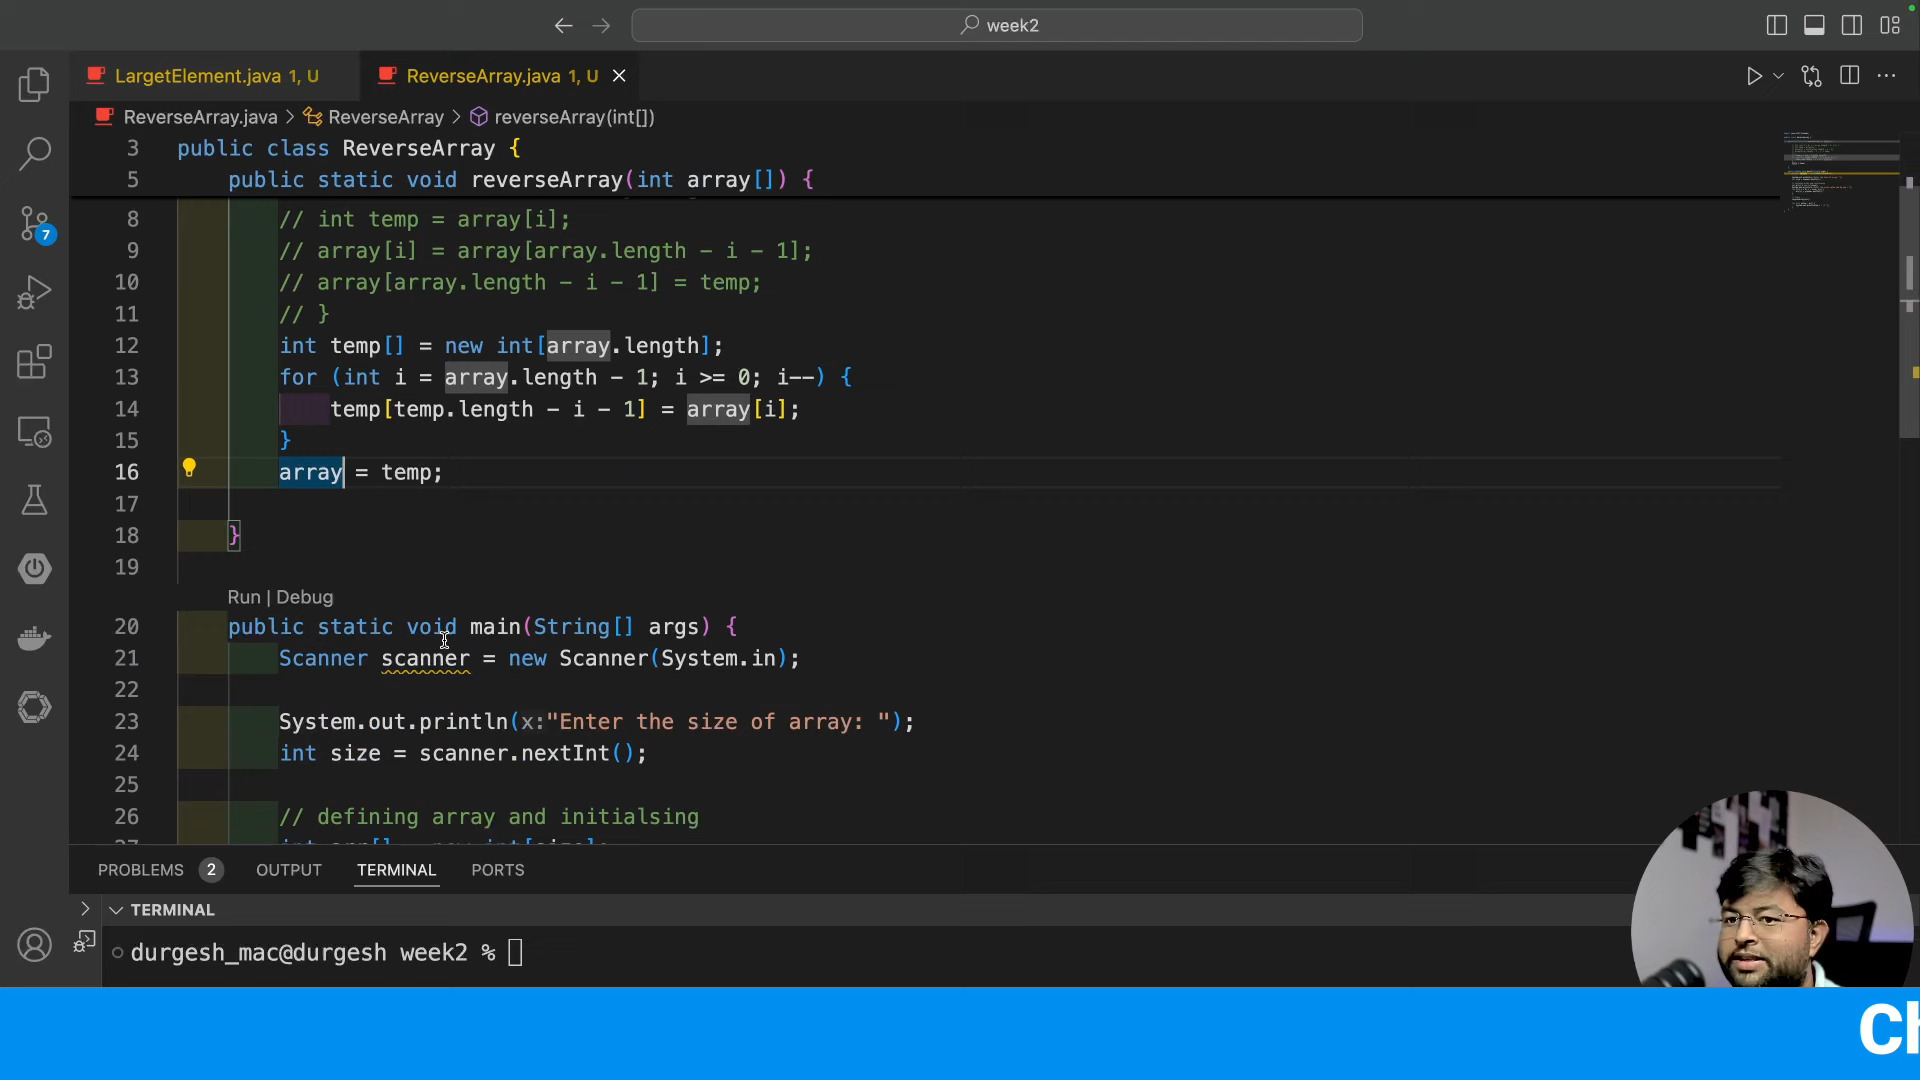 week2
LargetElement.java 1, U
ReverseArray.java 1, U
ReverseArray.java > ReverseArray > reverseArray(int[])
3 public class ReverseArray {
5 public static void reverseArray(int array[]) {
8 // int temp = array[i];
9 // array[i] = array[array.length - i - 1];
10 // array[array.length - i - 1] = temp;
11 // }
12 int temp[] = new int[array.length];
13 for (int i = array.length - 1; i >= 0; i--) {
14 temp[temp.length - i - 1] = array[i];
15 }
16 array = temp;
17
18 }
19
Run | Debug
20 public static void main(String[] args) {
21 Scanner scanner = new Scanner(System.in);
22
23 System.out.println(x:"Enter the size of array: ");
24 int size = scanner.nextInt();
25
26 // defining array and initialsing
7
PROBLEMS 2 OUTPUT TERMINAL PORTS
TERMINAL
durgesh_mac@durgesh week2 %
Ch